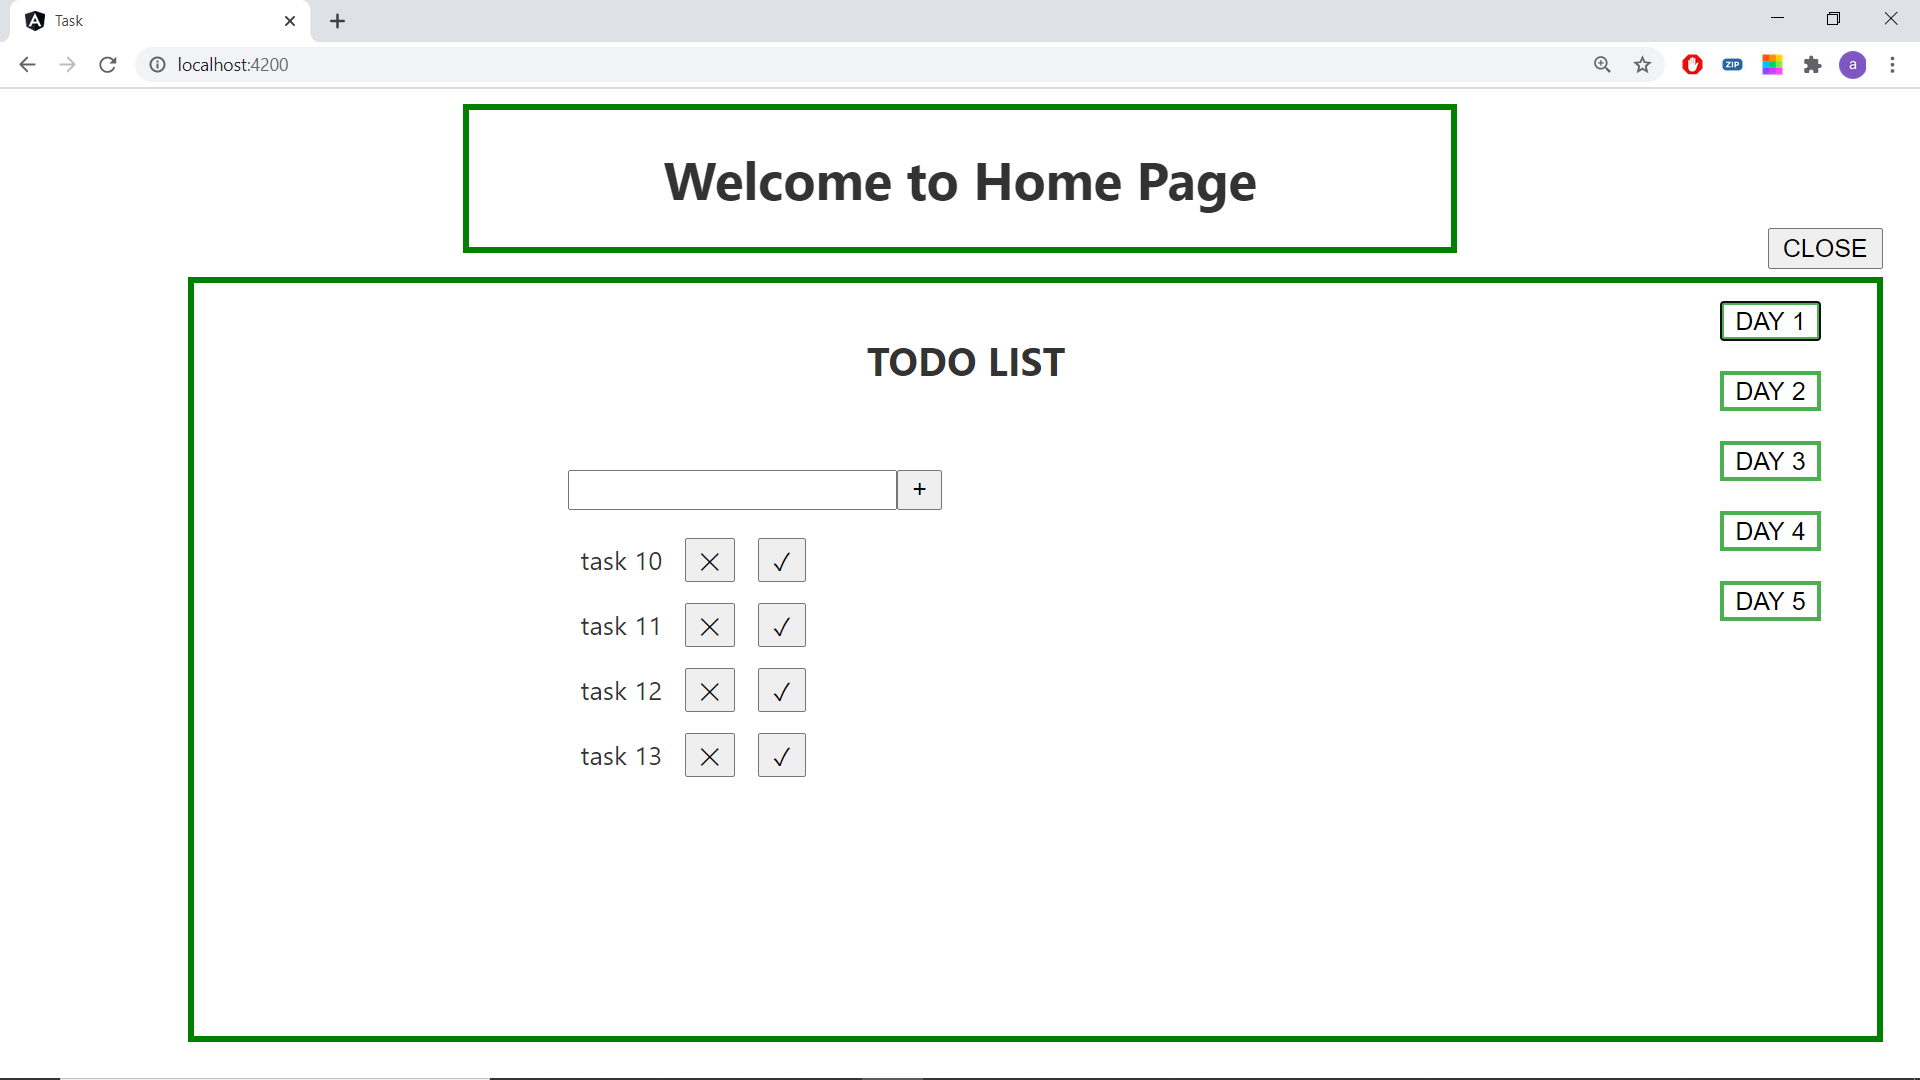 Task
localhost:4200
ZIP
a
Welcome to Home Page
CLOSE
TODO LIST
DAY 1
DAY 2
DAY 3
DAY 4
DAY 5
+
task 10 ✕ ✓
task 11 ✕ ✓
task 12 ✕ ✓
task 13 ✕ ✓